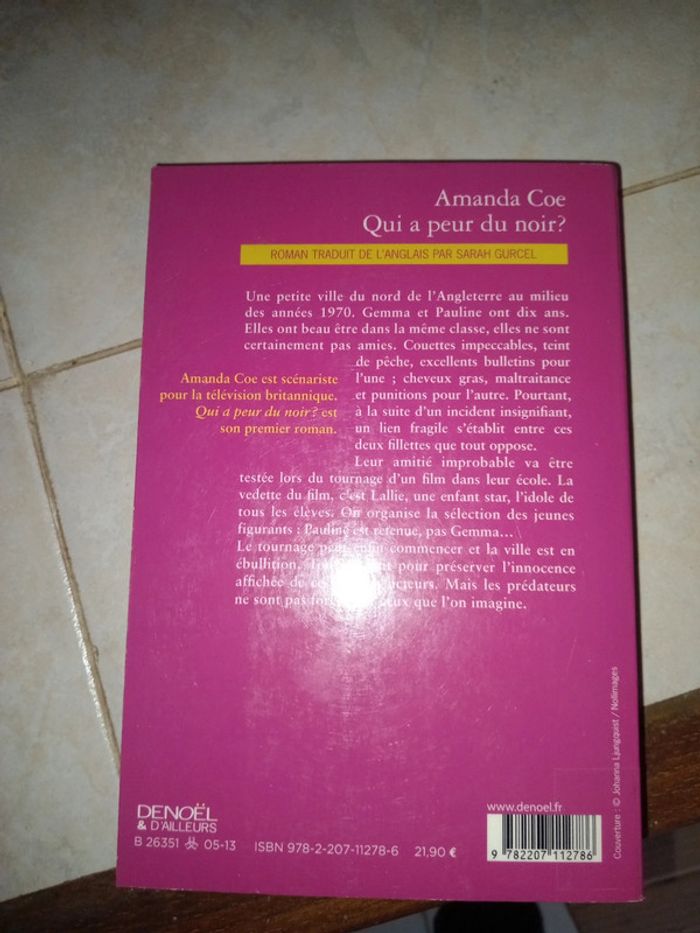 Amanda Coe
Qui a peur du noir?
ROMAN TRADUIT DE L'ANGLAIS PAR SARAH GURCEL
Une petite ville du nord de l'Angleterre au milieu
des années 1970. Gemma et Pauline ont dix ans.
Elles ont beau être dans la même classe, elles ne sont
certainement pas amies. Couettes impeccables, teint
de pêche, excellents bulletins pour
l'une ; cheveux gras, maltraitance
et punitions pour l'autre. Pourtant,
à la suite d'un incident insignifiant,
un lien fragile s'établit entre ces
deux fillettes que tout oppose.
Amanda Coe est scénariste
pour la télévision britannique.
Qui a peur du noir ? est
son premier roman.
Leur amitié improbable va être
testée lors du tournage d'un film dans leur école. La
vedette du film, c'est Lallie, une enfant star, l'idole de
tous les élèves. On organise la sélection des jeunes
figurants : Pauline est retenue, pas Gemma...
Le tournage peut enfin commencer et la ville est en
ébullition. pour préserver l'innocence
affichée de Mais les prédateurs
ne sont pas que l'on imagine.
Couverture : © Johanna Ljungquist / Nollimages
DENOËL
& D'AILLEURS
www.denoel.fr
B 26351 05-13 ISBN 978-2-207-11278-6 21,90 €
9 782207 112786